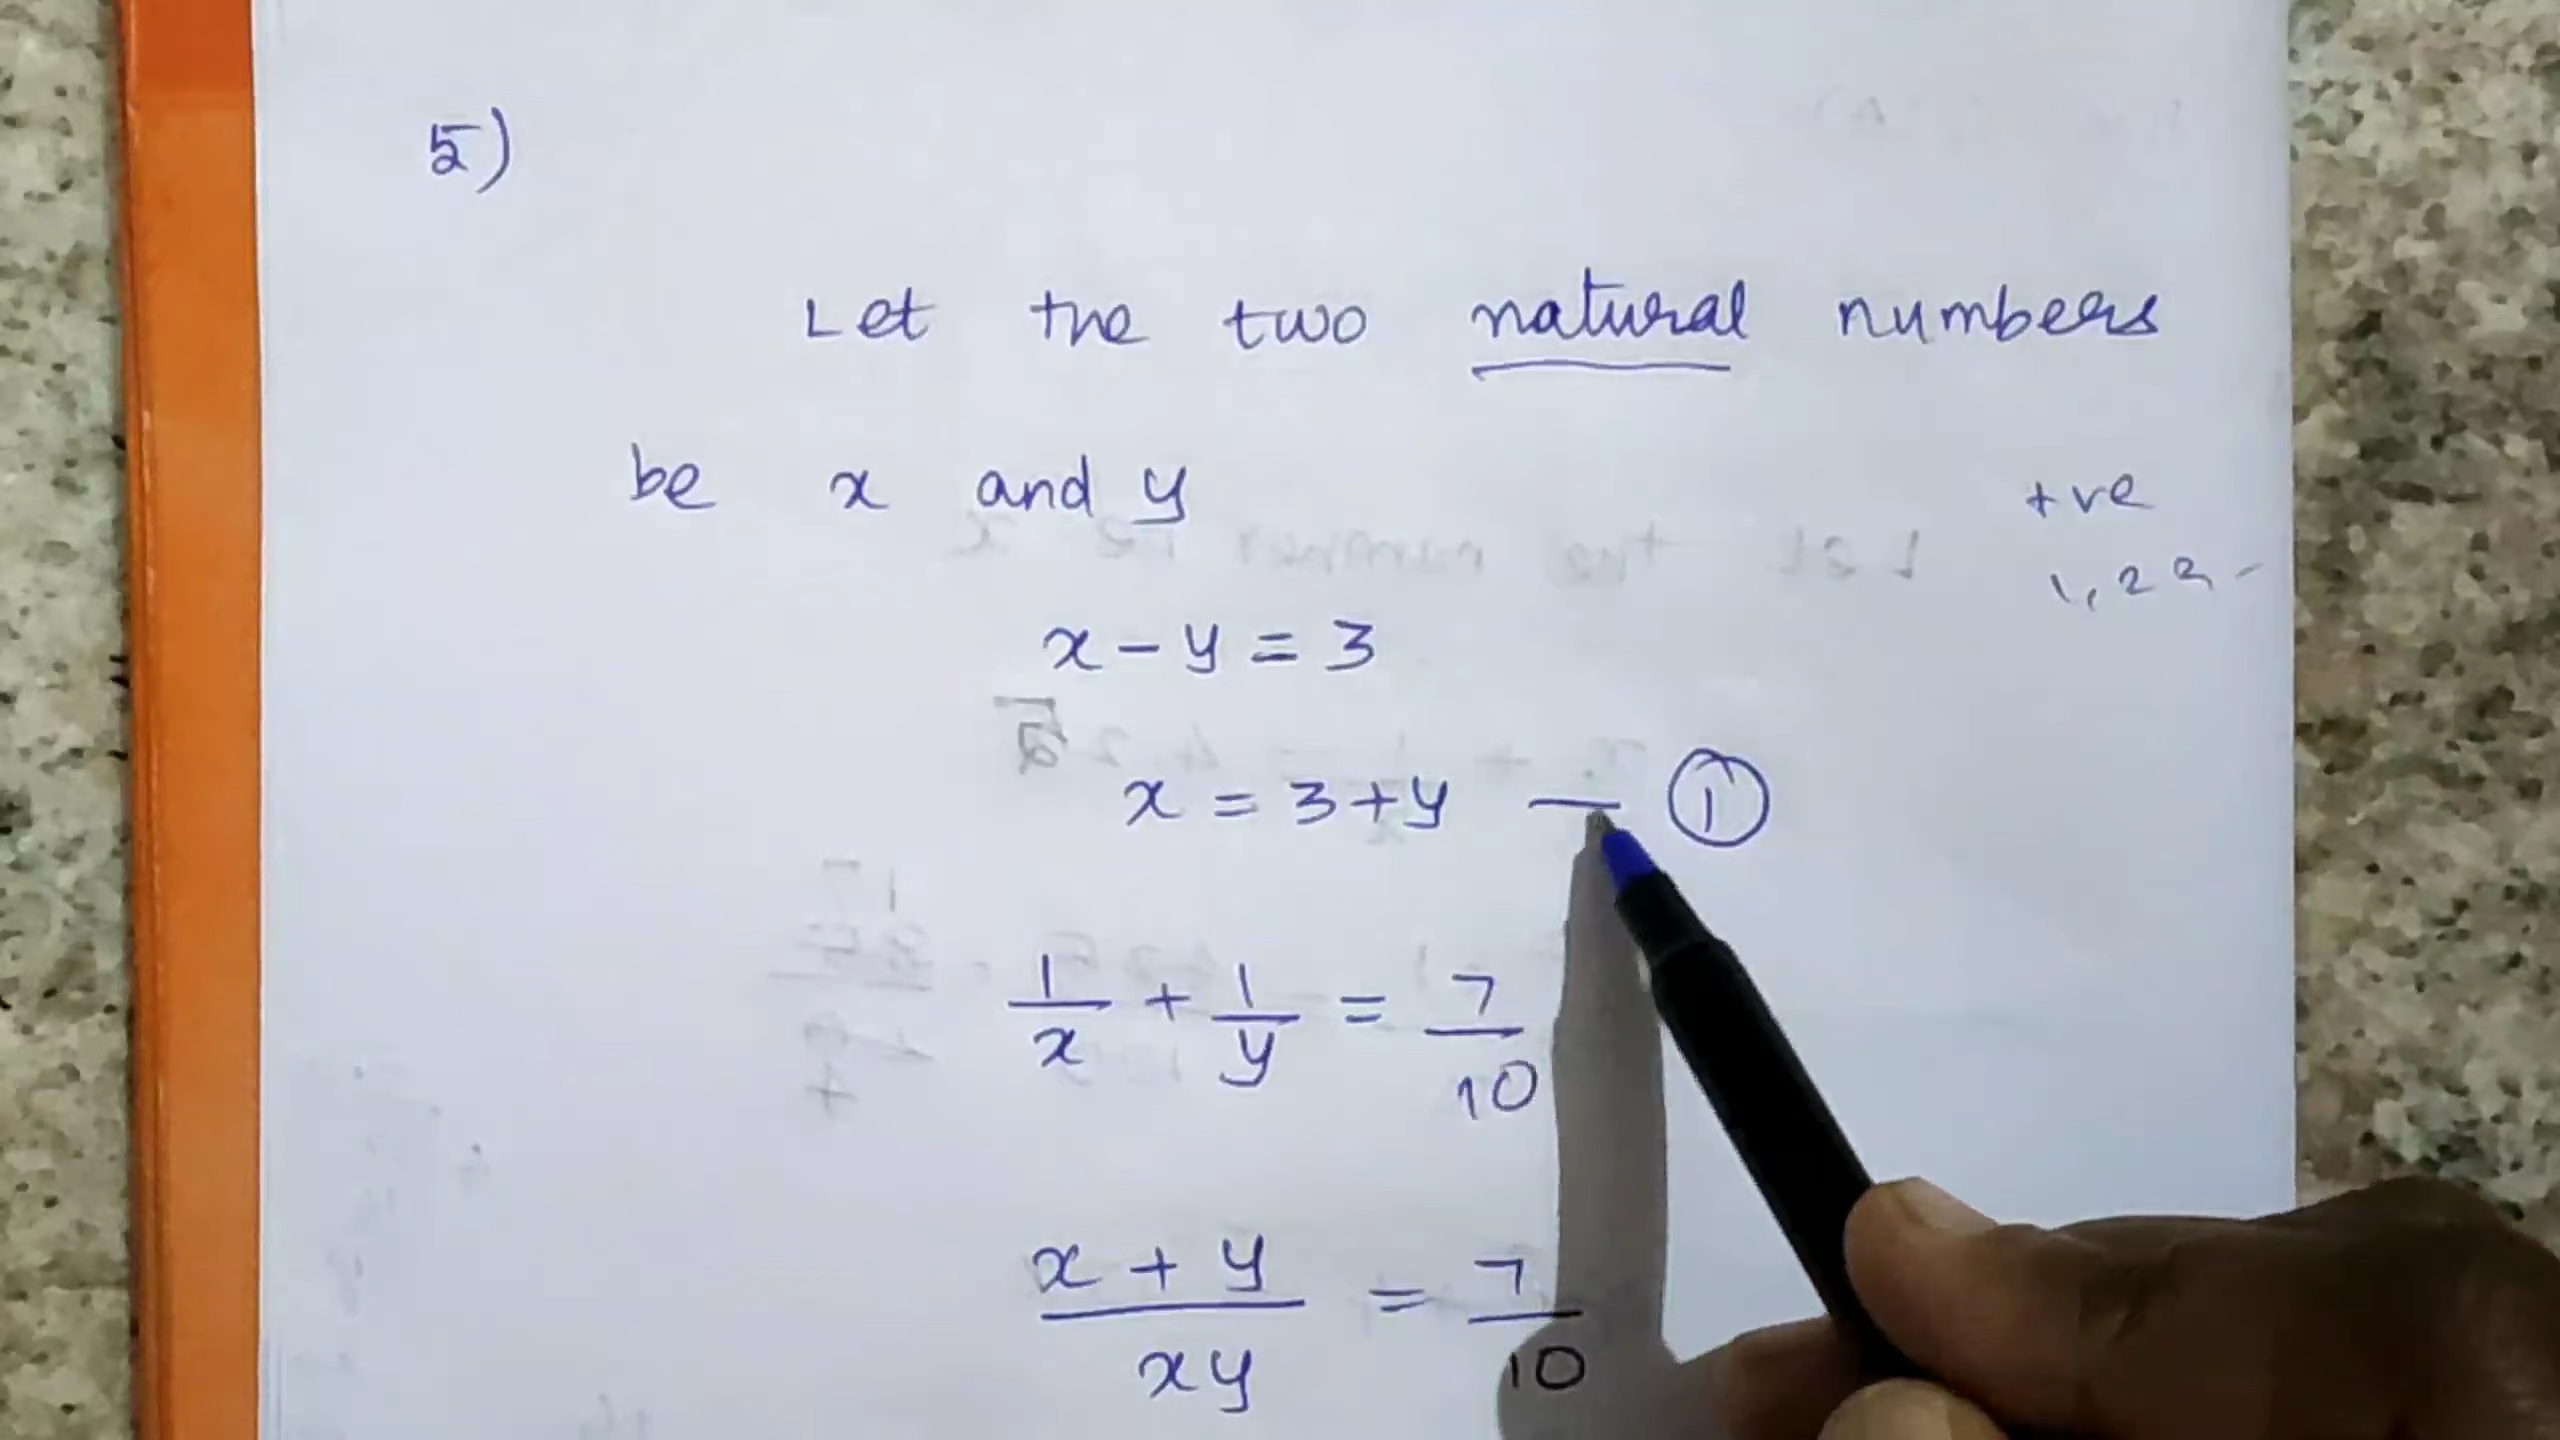 5)
Let the two natural numbers
be x and y
+ve
1, 2 3 -
x - y = 3
x = 3 + y — ①
1/x + 1/y = 7/10
x + y / xy = 7/10